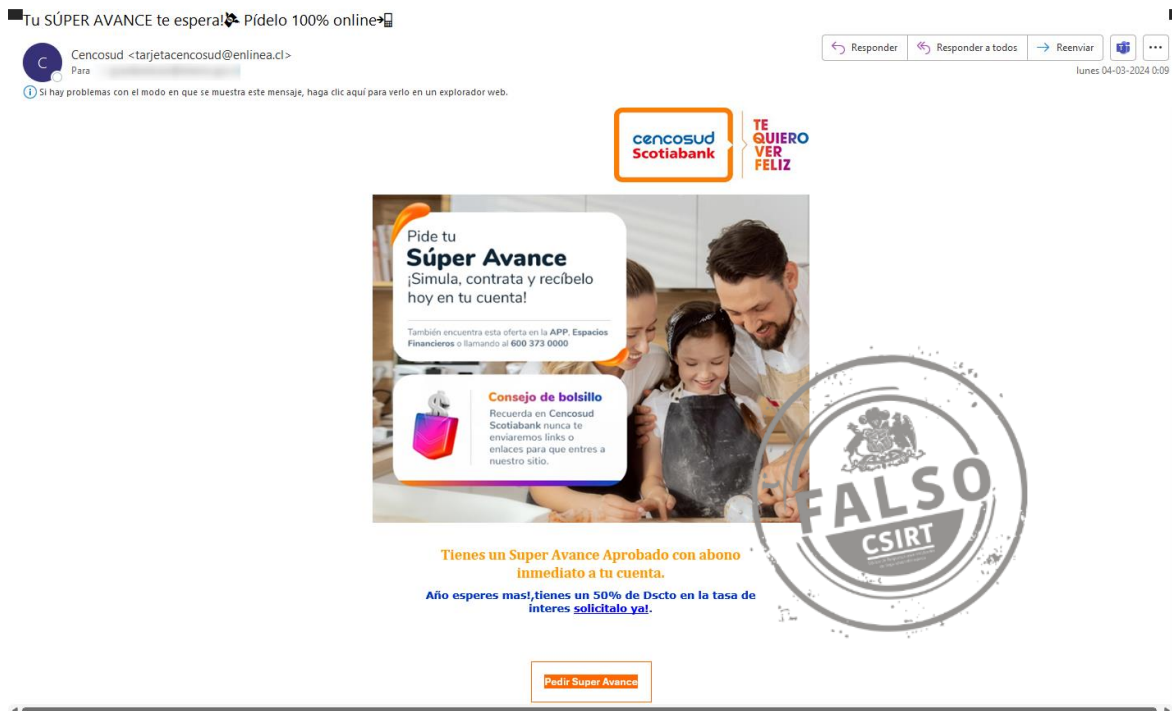 Tu SÚPER AVANCE te espera! Pídelo 100% online
C
Cencosud <tarjetacencosud@enlinea.cl>
Para
Responder
Responder a todos
Reenviar
lunes 04-03-2024 0:09
Si hay problemas con el modo en que se muestra este mensaje, haga clic aquí para verlo en un explorador web.
cencosud
Scotiabank
TE
QUIERO
VER
FELIZ
Pide tu
Súper Avance
¡Simula, contrata y recíbelo
hoy en tu cuenta!
También encuentra esta oferta en la APP, Espacios
Financieros o llamando al 600 373 0000
Consejo de bolsillo
Recuerda en Cencosud
Scotiabank nunca te
enviaremos links o
enlaces para que entres a
nuestro sitio.
FALSO
CSIRT
Tienes un Super Avance Aprobado con abono
inmediato a tu cuenta.
Año esperes mas!,tienes un 50% de Dscto en la tasa de
interes solicitalo ya!.
Pedir Super Avance